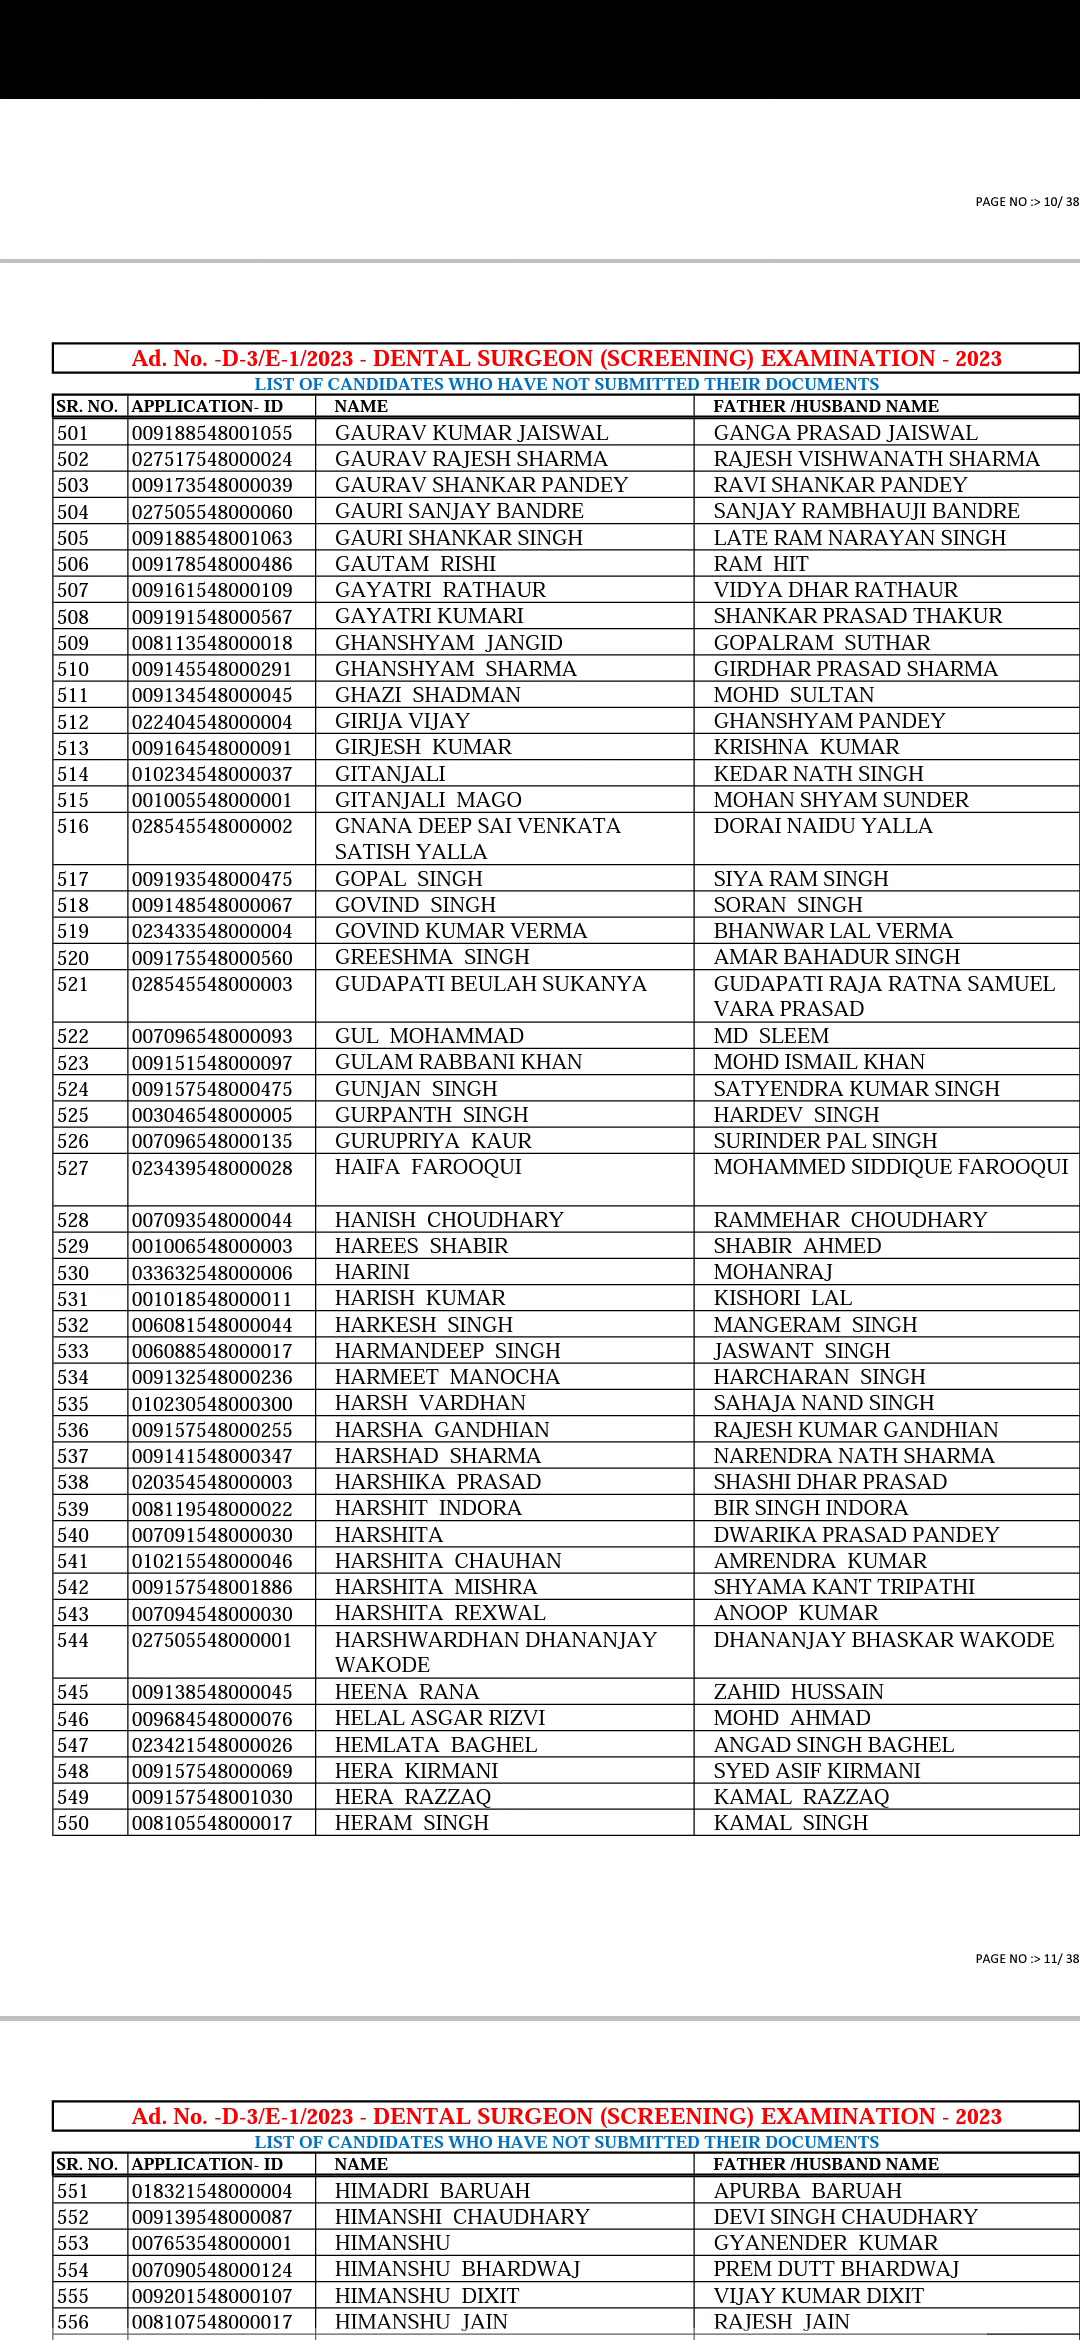 PAGE NO :> 10/ 38
Ad. No. -D-3/E-1/2023 - DENTAL SURGEON (SCREENING) EXAMINATION - 2023
LIST OF CANDIDATES WHO HAVE NOT SUBMITTED THEIR DOCUMENTS
SR. NO. APPLICATION- ID NAME FATHER /HUSBAND NAME
501 009188548001055 GAURAV KUMAR JAISWAL GANGA PRASAD JAISWAL
502 027517548000024 GAURAV RAJESH SHARMA RAJESH VISHWANATH SHARMA
503 009173548000039 GAURAV SHANKAR PANDEY RAVI SHANKAR PANDEY
504 027505548000060 GAURI SANJAY BANDRE SANJAY RAMBHAUJI BANDRE
505 009188548001063 GAURI SHANKAR SINGH LATE RAM NARAYAN SINGH
506 009178548000486 GAUTAM RISHI RAM HIT
507 009161548000109 GAYATRI RATHAUR VIDYA DHAR RATHAUR
508 009191548000567 GAYATRI KUMARI SHANKAR PRASAD THAKUR
509 008113548000018 GHANSHYAM JANGID GOPALRAM SUTHAR
510 009145548000291 GHANSHYAM SHARMA GIRDHAR PRASAD SHARMA
511 009134548000045 GHAZI SHADMAN MOHD SULTAN
512 022404548000004 GIRIJA VIJAY GHANSHYAM PANDEY
513 009164548000091 GIRJESH KUMAR KRISHNA KUMAR
514 010234548000037 GITANJALI KEDAR NATH SINGH
515 001005548000001 GITANJALI MAGO MOHAN SHYAM SUNDER
516 028545548000002 GNANA DEEP SAI VENKATA DORAI NAIDU YALLA
SATISH YALLA
517 009193548000475 GOPAL SINGH SIYA RAM SINGH
518 009148548000067 GOVIND SINGH SORAN SINGH
519 023433548000004 GOVIND KUMAR VERMA BHANWAR LAL VERMA
520 009175548000560 GREESHMA SINGH AMAR BAHADUR SINGH
521 028545548000003 GUDAPATI BEULAH SUKANYA GUDAPATI RAJA RATNA SAMUEL
VARA PRASAD
522 007096548000093 GUL MOHAMMAD MD SLEEM
523 009151548000097 GULAM RABBANI KHAN MOHD ISMAIL KHAN
524 009157548000475 GUNJAN SINGH SATYENDRA KUMAR SINGH
525 003046548000005 GURPANTH SINGH HARDEV SINGH
526 007096548000135 GURUPRIYA KAUR SURINDER PAL SINGH
527 023439548000028 HAIFA FAROOQUI MOHAMMED SIDDIQUE FAROOQUI
528 007093548000044 HANISH CHOUDHARY RAMMEHAR CHOUDHARY
529 001006548000003 HAREES SHABIR SHABIR AHMED
530 033632548000006 HARINI MOHANRAJ
531 001018548000011 HARISH KUMAR KISHORI LAL
532 006081548000044 HARKESH SINGH MANGERAM SINGH
533 006088548000017 HARMANDEEP SINGH JASWANT SINGH
534 009132548000236 HARMEET MANOCHA HARCHARAN SINGH
535 010230548000300 HARSH VARDHAN SAHAJA NAND SINGH
536 009157548000255 HARSHA GANDHIAN RAJESH KUMAR GANDHIAN
537 009141548000347 HARSHAD SHARMA NARENDRA NATH SHARMA
538 020354548000003 HARSHIKA PRASAD SHASHI DHAR PRASAD
539 008119548000022 HARSHIT INDORA BIR SINGH INDORA
540 007091548000030 HARSHITA DWARIKA PRASAD PANDEY
541 010215548000046 HARSHITA CHAUHAN AMRENDRA KUMAR
542 009157548001886 HARSHITA MISHRA SHYAMA KANT TRIPATHI
543 007094548000030 HARSHITA REXWAL ANOOP KUMAR
544 027505548000001 HARSHWARDHAN DHANANJAY DHANANJAY BHASKAR WAKODE
WAKODE
545 009138548000045 HEENA RANA ZAHID HUSSAIN
546 009684548000076 HELAL ASGAR RIZVI MOHD AHMAD
547 023421548000026 HEMLATA BAGHEL ANGAD SINGH BAGHEL
548 009157548000069 HERA KIRMANI SYED ASIF KIRMANI
549 009157548001030 HERA RAZZAQ KAMAL RAZZAQ
550 008105548000017 HERAM SINGH KAMAL SINGH
PAGE NO :> 11/ 38
Ad. No. -D-3/E-1/2023 - DENTAL SURGEON (SCREENING) EXAMINATION - 2023
LIST OF CANDIDATES WHO HAVE NOT SUBMITTED THEIR DOCUMENTS
SR. NO. APPLICATION- ID NAME FATHER /HUSBAND NAME
551 018321548000004 HIMADRI BARUAH APURBA BARUAH
552 009139548000087 HIMANSHI CHAUDHARY DEVI SINGH CHAUDHARY
553 007653548000001 HIMANSHU GYANENDER KUMAR
554 007090548000124 HIMANSHU BHARDWAJ PREM DUTT BHARDWAJ
555 009201548000107 HIMANSHU DIXIT VIJAY KUMAR DIXIT
556 008107548000017 HIMANSHU JAIN RAJESH JAIN